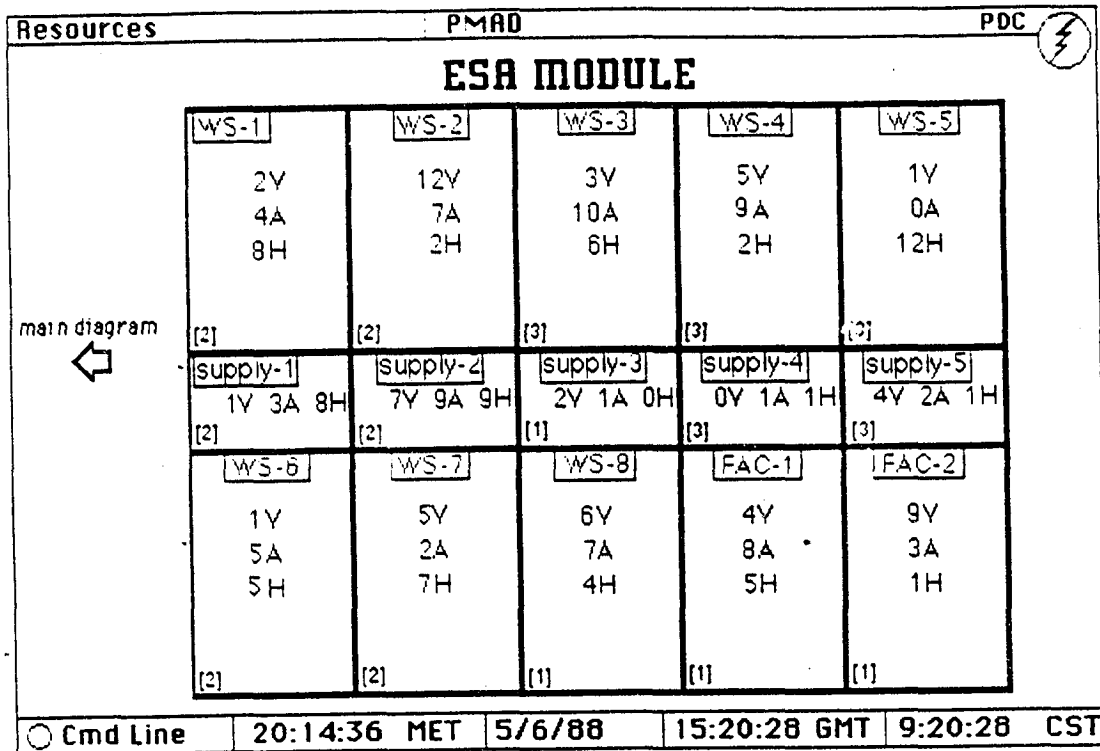 Resources PMAD PDC
ESA MODULE
WS-1 WS-2 WS-3 WS-4 WS-5
2V 12V 3V 5V 1V
4A 7A 10A 9A 0A
8H 2H 6H 2H 12H
main diagram
[2] [2] [3] [3]
supply-1 supply-2 supply-3 supply-4 supply-5
1V 3A 8H 7V 9A 9H 2V 1A 0H 0V 1A 1H 4V 2A 1H
[2] [2] [1] [3] [3]
WS-6 WS-7 WS-8 FAC-1 FAC-2
1V 5V 6V 4V 9V
5A 2A 7A 8A 3A
5H 7H 4H 5H 1H
[2] [2] [1] [1] [1]
Cmd Line 20:14:36 MET 5/6/88 15:20:28 GMT 9:20:28 CST